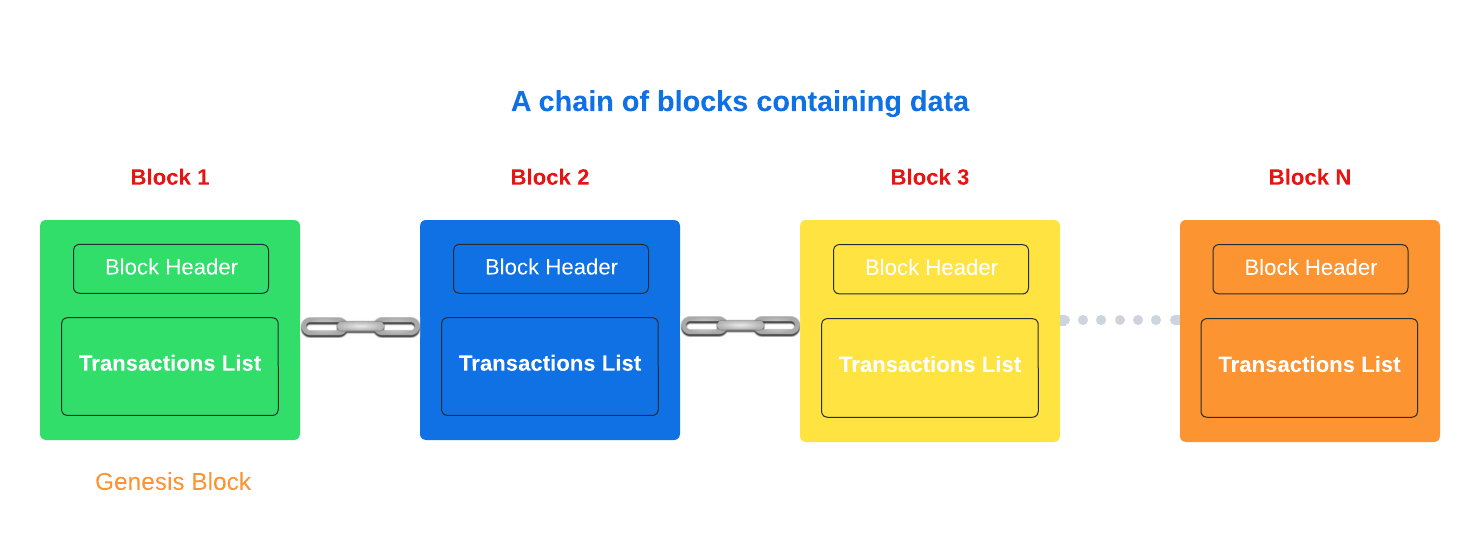 A chain of blocks containing data
Block 1
Block 2
Block 3
Block N
Block Header
Block Header
Block Header
Block Header
Transactions List
Transactions List
Transactions List
Transactions List
Genesis Block